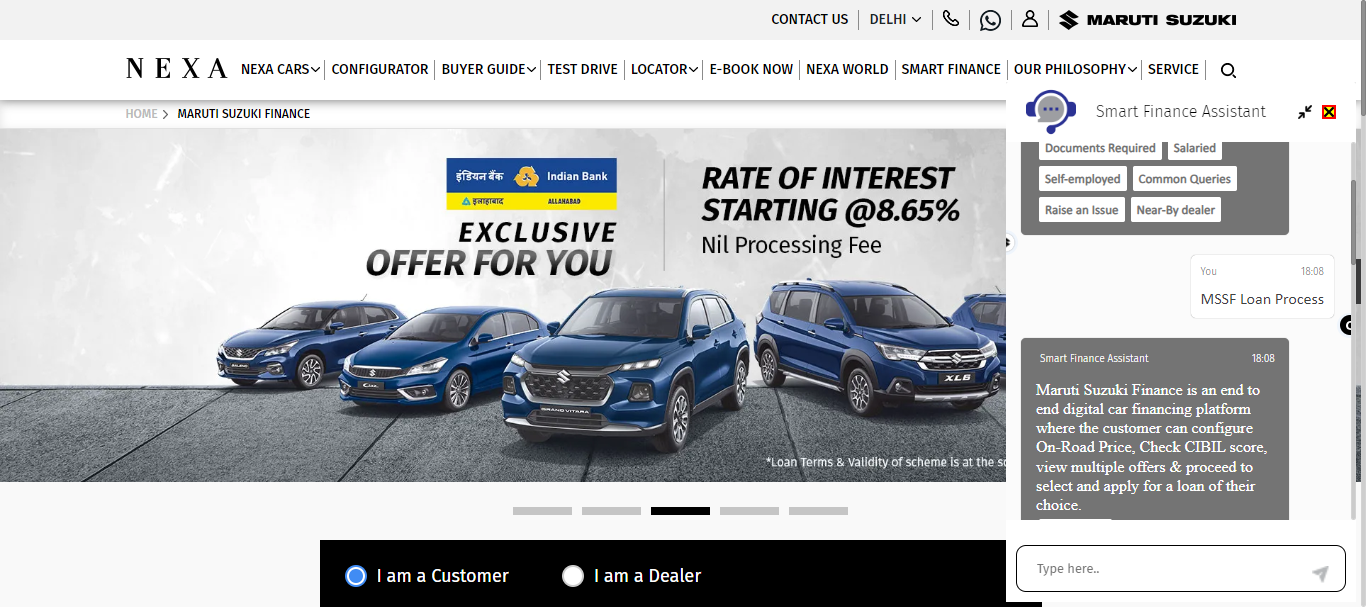 CONTACT US
DELHI
MARUTI SUZUKI
NEXA
NEXA CARS
CONFIGURATOR
BUYER GUIDE
TEST DRIVE
LOCATOR
E-BOOK NOW
NEXA WORLD
SMART FINANCE
OUR PHILOSOPHY
SERVICE
HOME
MARUTI SUZUKI FINANCE
इंडियन बैंक
Indian Bank
इलाहाबाद
ALLAHABAD
EXCLUSIVE
OFFER FOR YOU
RATE OF INTEREST
STARTING @8.65%
Nil Processing Fee
BALENO
CIAZ
GRAND VITARA
XL6
*Loan Terms & Validity of scheme is at the
I am a Customer
I am a Dealer
Smart Finance Assistant
Documents Required
Salaried
Self-employed
Common Queries
Raise an Issue
Near-By dealer
You
18:08
MSSF Loan Process
Smart Finance Assistant
18:08
Maruti Suzuki Finance is an end to
end digital car financing platform
where the customer can configure
On-Road Price, Check CIBIL score,
view multiple offers & proceed to
select and apply for a loan of their
choice.
Type here..